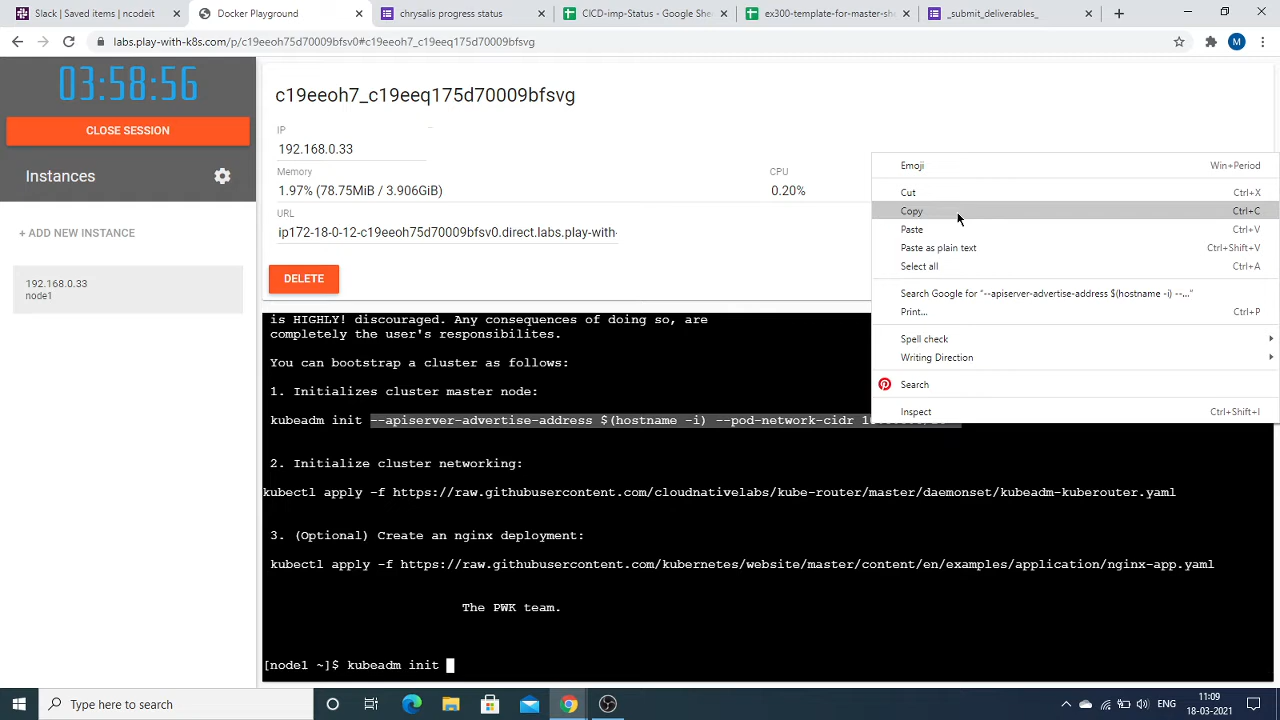 Slack | Saved items | ncodeit
Docker Playground
chrysalis progress status
CICD-imp-Status - Google She
ex300-template-for-master-sh
_submit_deliverables_
labs.play-with-k8s.com/p/c19eeoh75d70009bfsv0#c19eeoh7_c19eeq175d70009bfsvg
M
03:58:56
CLOSE SESSION
Instances
+ ADD NEW INSTANCE
192.168.0.33
node1
c19eeoh7_c19eeq175d70009bfsvg
IP
192.168.0.33
Memory
1.97% (78.75MiB / 3.906GiB)
CPU
0.20%
URL
ip172-18-0-12-c19eeoh75d70009bfsv0.direct.labs.play-with-
DELETE
Emoji Win+Period
Cut Ctrl+X
Copy Ctrl+C
Paste Ctrl+V
Paste as plain text Ctrl+Shift+V
Select all Ctrl+A
Search Google for "--apiserver-advertise-address $(hostname -i) --..."
Print... Ctrl+P
Spell check
Writing Direction
Search
Inspect Ctrl+Shift+I
is HIGHLY! discouraged. Any consequences of doing so, are
completely the user's responsibilites.
You can bootstrap a cluster as follows:
1. Initializes cluster master node:
kubeadm init --apiserver-advertise-address $(hostname -i) --pod-network-cidr
2. Initialize cluster networking:
kubectl apply -f https://raw.githubusercontent.com/cloudnativelabs/kube-router/master/daemonset/kubeadm-kuberouter.yaml
3. (Optional) Create an nginx deployment:
kubectl apply -f https://raw.githubusercontent.com/kubernetes/website/master/content/en/examples/application/nginx-app.yaml
The PWK team.
[node1 ~]$ kubeadm init
Type here to search
ENG
11:09
18-03-2021